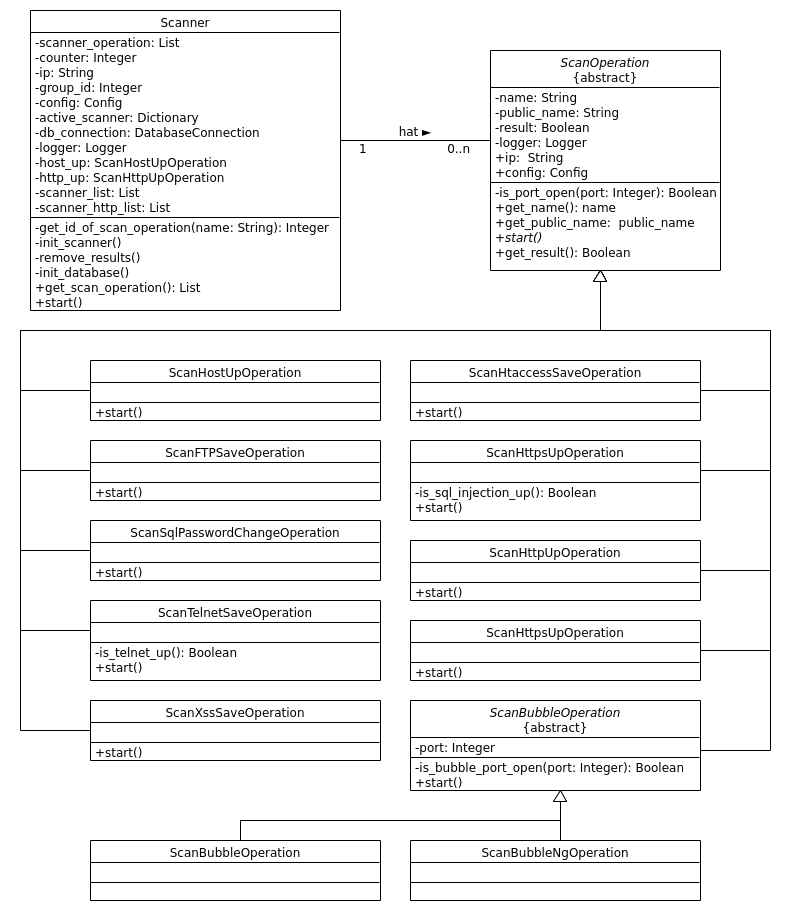 Scanner
-scanner_operation: List
-counter: Integer
-ip: String
-group_id: Integer
-config: Config
-active_scanner: Dictionary
-db_connection: DatabaseConnection
-logger: Logger
-host_up: ScanHostUpOperation
-http_up: ScanHttpUpOperation
-scanner_list: List
-scanner_http_list: List
-get_id_of_scan_operation(name: String): Integer
-init_scanner()
-remove_results()
-init_database()
+get_scan_operation(): List
+start()
hat ►
1
0..n
ScanOperation
{abstract}
-name: String
-public_name: String
-result: Boolean
-logger: Logger
+ip:  String
+config: Config
-is_port_open(port: Integer): Boolean
+get_name(): name
+get_public_name:  public_name
+start()
+get_result(): Boolean
ScanHostUpOperation
+start()
ScanHtaccessSaveOperation
+start()
ScanFTPSaveOperation
+start()
ScanHttpsUpOperation
-is_sql_injection_up(): Boolean
+start()
ScanSqlPasswordChangeOperation
+start()
ScanHttpUpOperation
+start()
ScanTelnetSaveOperation
-is_telnet_up(): Boolean
+start()
ScanHttpsUpOperation
+start()
ScanXssSaveOperation
+start()
ScanBubbleOperation
{abstract}
-port: Integer
-is_bubble_port_open(port: Integer): Boolean
+start()
ScanBubbleOperation
ScanBubbleNgOperation